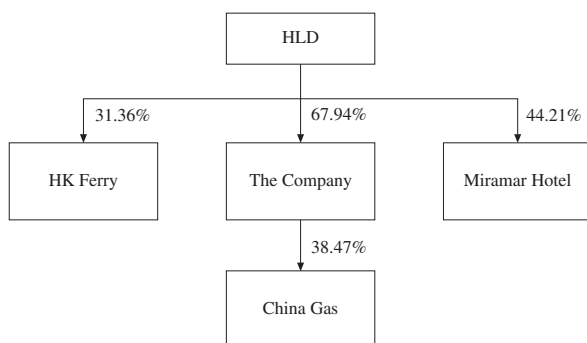 HLD
31.36%
67.94%
44.21%
HK Ferry
The Company
Miramar Hotel
38.47%
China Gas